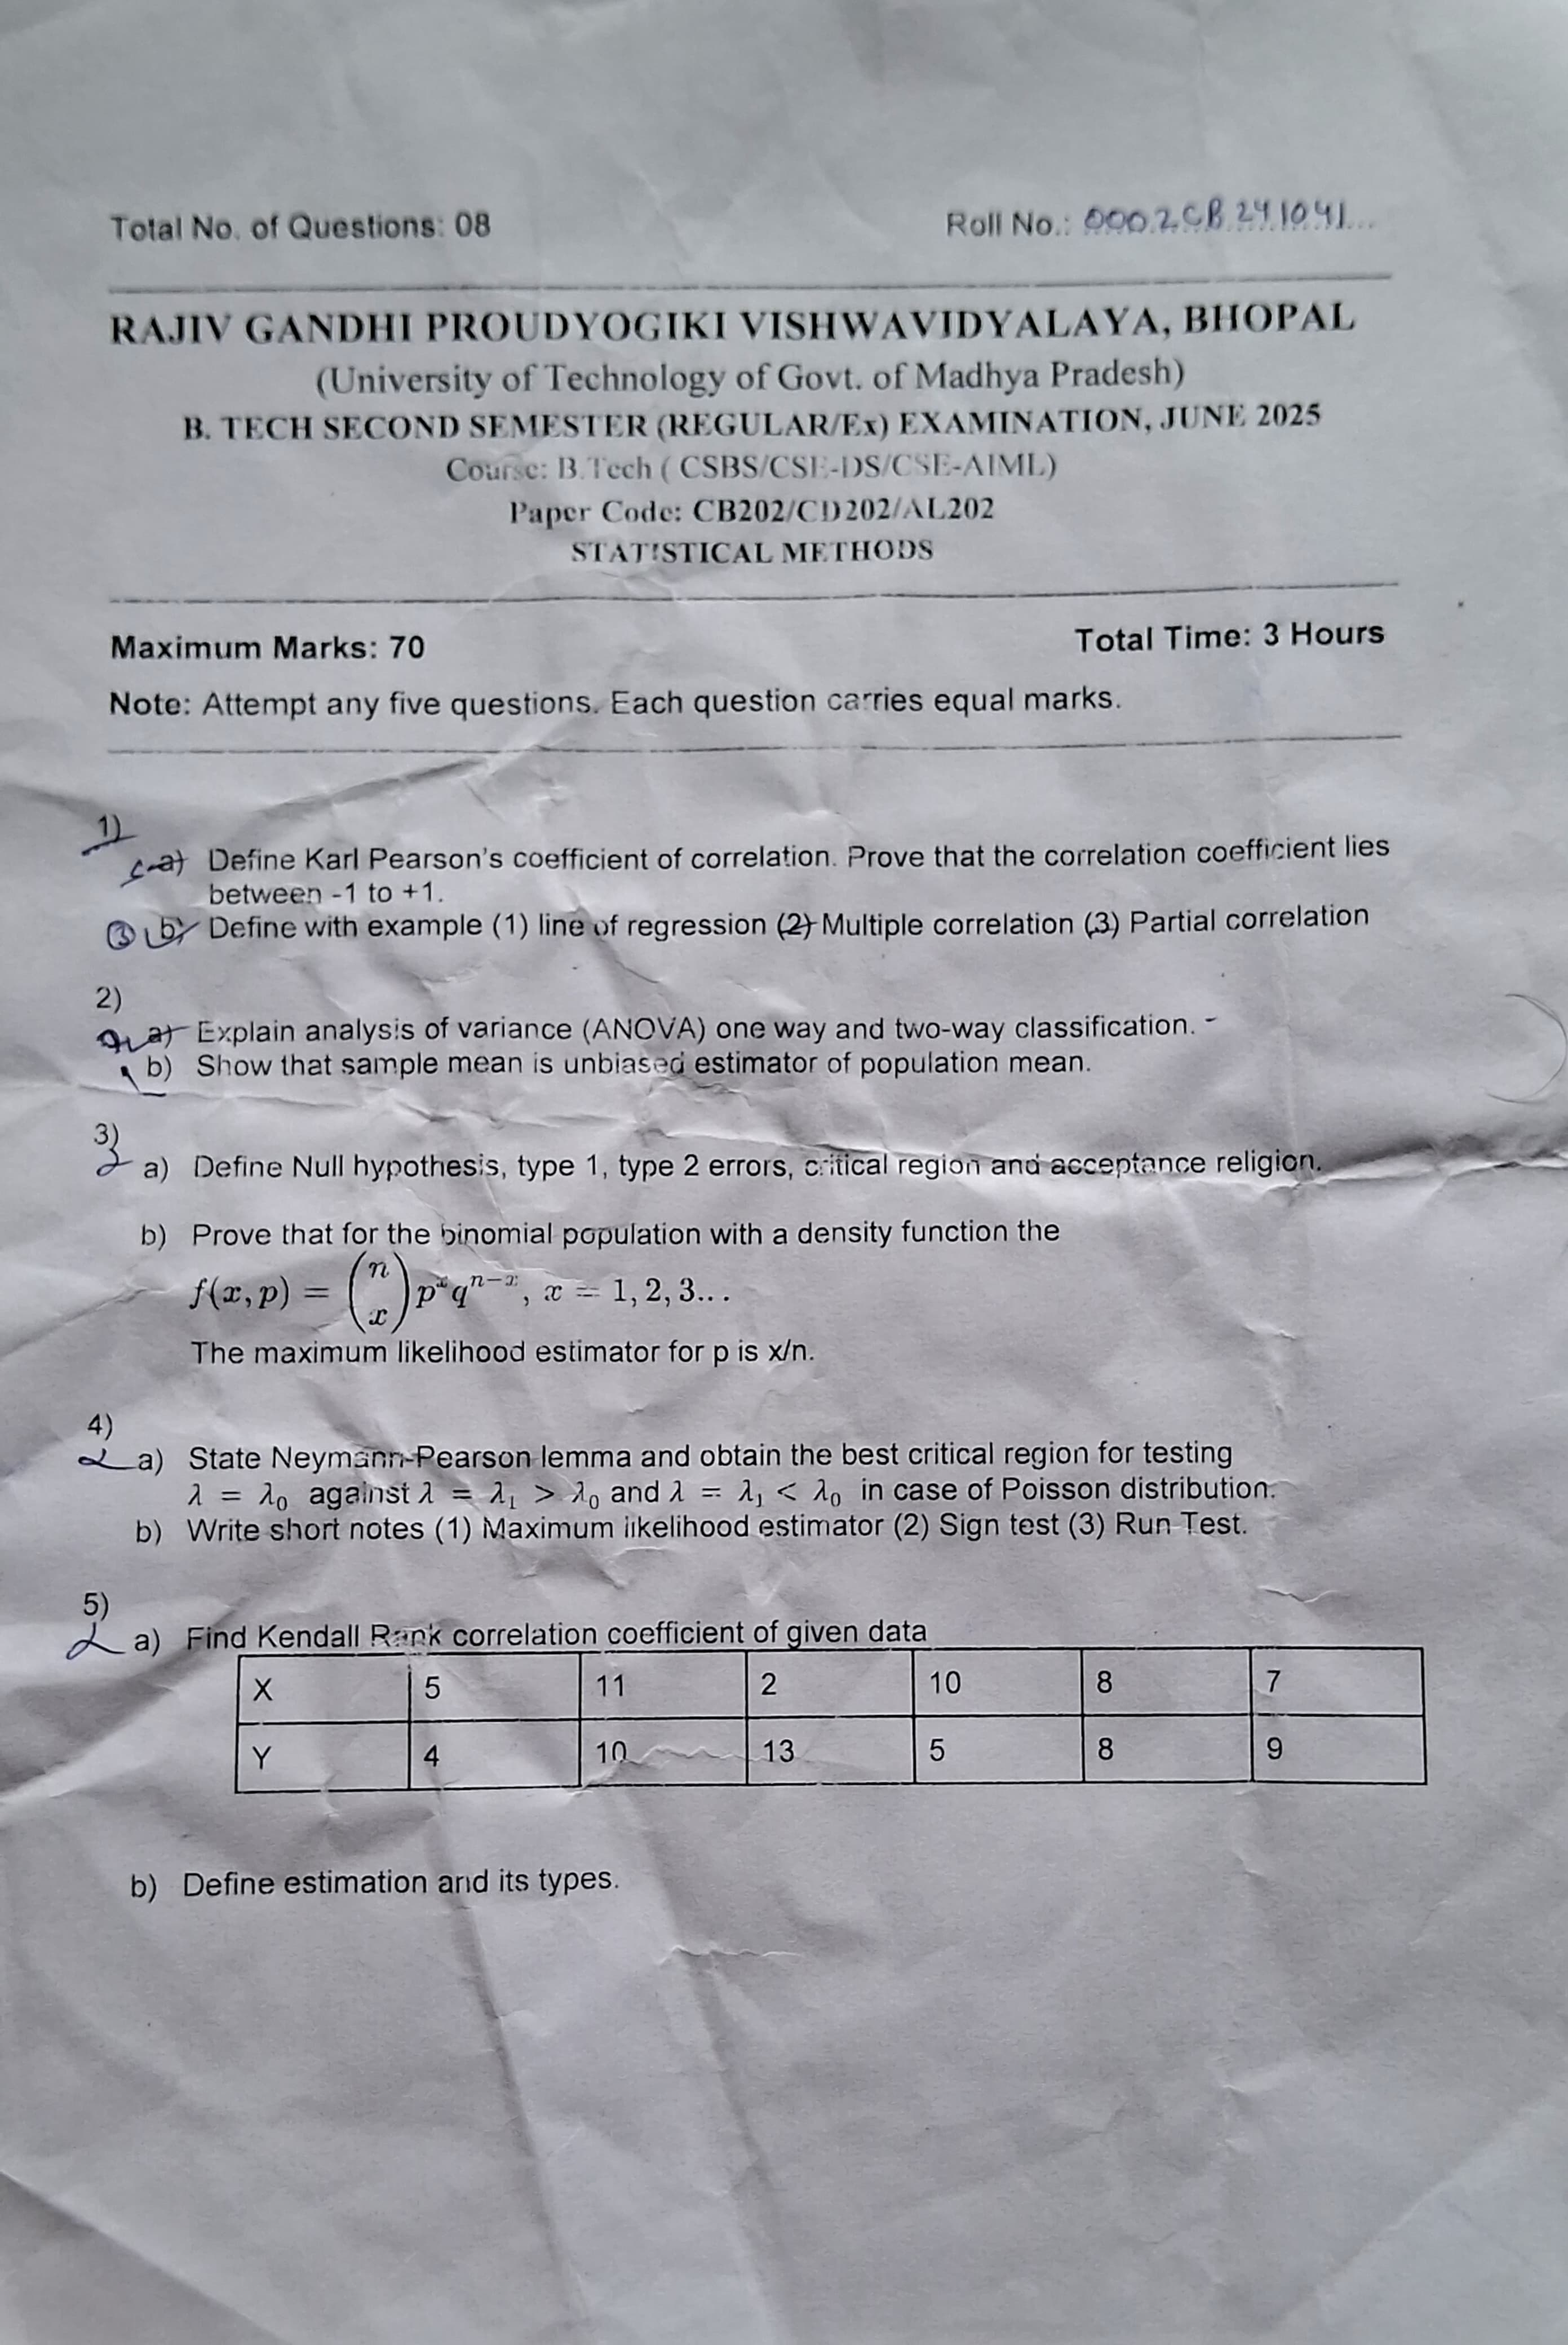 Total No. of Questions: 08 Roll No.: 0002CB241041
RAJIV GANDHI PROUDYOGIKI VISHWAVIDYALAYA, BHOPAL
(University of Technology of Govt. of Madhya Pradesh)
B. TECH SECOND SEMESTER (REGULAR/Ex) EXAMINATION, JUNE 2025
Course: B.Tech ( CSBS/CSE-DS/CSE-AIML)
Paper Code: CB202/CD202/AL202
STATISTICAL METHODS
Maximum Marks: 70 Total Time: 3 Hours
Note: Attempt any five questions. Each question carries equal marks.
1)
a) Define Karl Pearson's coefficient of correlation. Prove that the correlation coefficient lies
between -1 to +1.
b) Define with example (1) line of regression (2) Multiple correlation (3) Partial correlation
2)
a) Explain analysis of variance (ANOVA) one way and two-way classification.
b) Show that sample mean is unbiased estimator of population mean.
3)
a) Define Null hypothesis, type 1, type 2 errors, critical region and acceptance religion.
b) Prove that for the binomial population with a density function the
f(x, p) = (n x) p^x q^{n-x}, x = 1, 2, 3...
The maximum likelihood estimator for p is x/n.
4)
a) State Neymann-Pearson lemma and obtain the best critical region for testing
λ = λ₀ against λ = λ₁ > λ₀ and λ = λ₁ < λ₀ in case of Poisson distribution.
b) Write short notes (1) Maximum likelihood estimator (2) Sign test (3) Run Test.
5)
a) Find Kendall Rank correlation coefficient of given data
X 5 11 2 10 8 7
Y 4 10 13 5 8 9
b) Define estimation and its types.